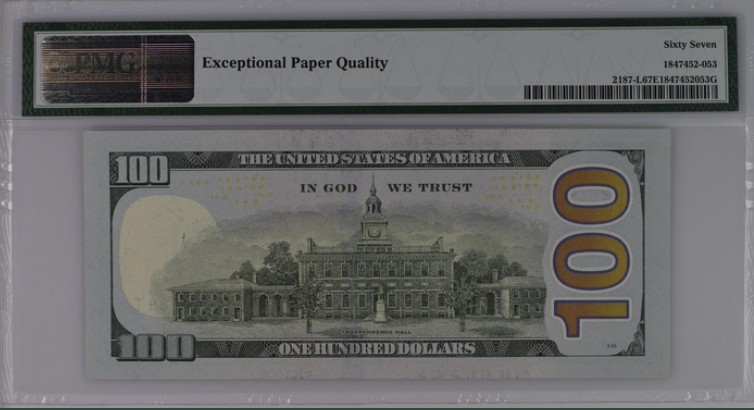 PMG
Exceptional Paper Quality
Sixty Seven
1847452-053
2187-L67E1847452053G
100
THE UNITED STATES OF AMERICA
IN GOD WE TRUST
100
INDEPENDENCE HALL
100
ONE HUNDRED DOLLARS